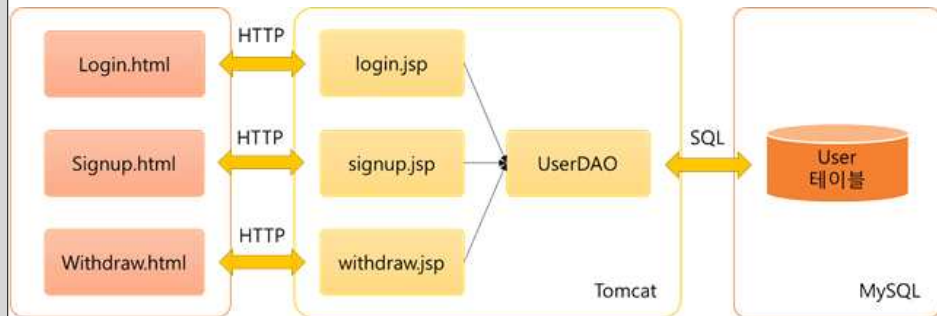 HTTP
Login.html
login.jsp
HTTP
SQL
Signup.html
signup.jsp
UserDAO
User
테이블
HTTP
Withdraw.html
withdraw.jsp
Tomcat
MySQL